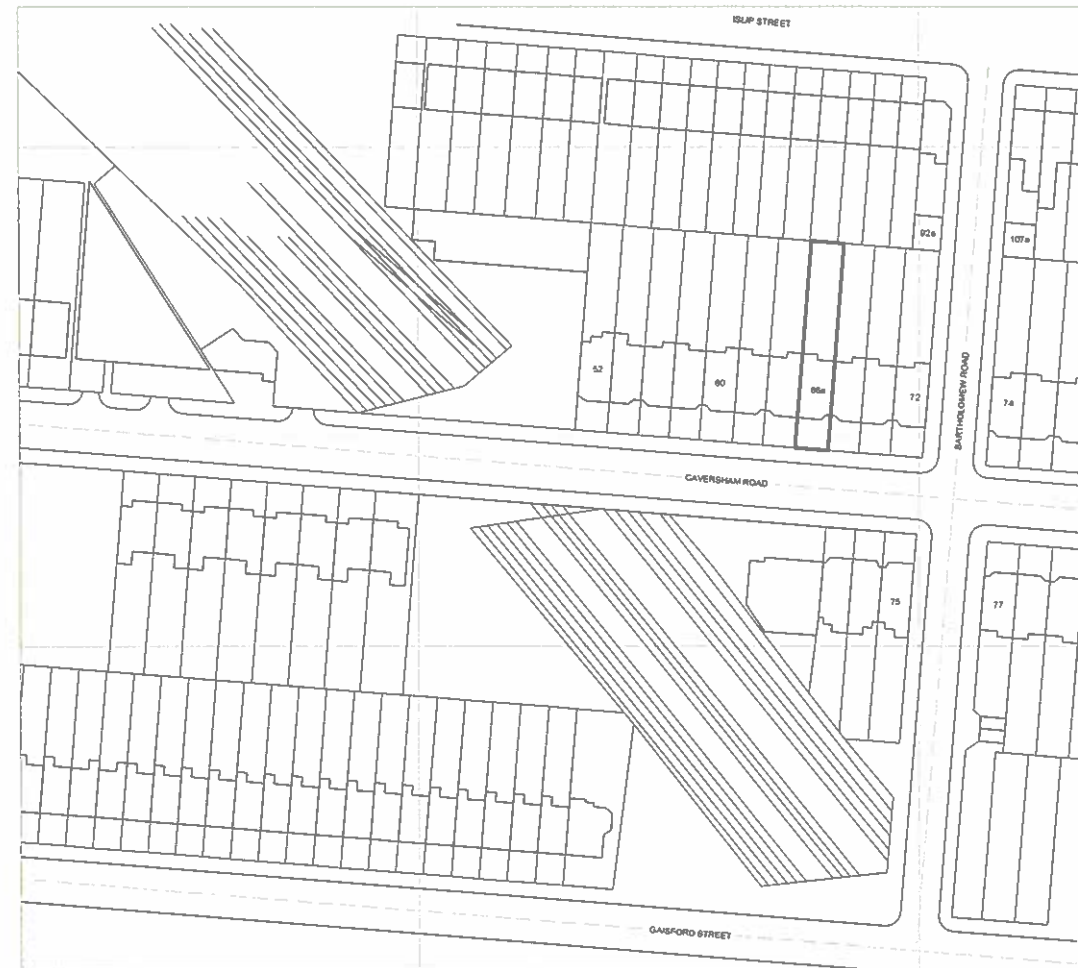 ISLIP STREET
92a
107a
52
60
66a
72
74
BARTHOLOMEW ROAD
CAVERSHAM ROAD
75
77
GAISFORD STREET